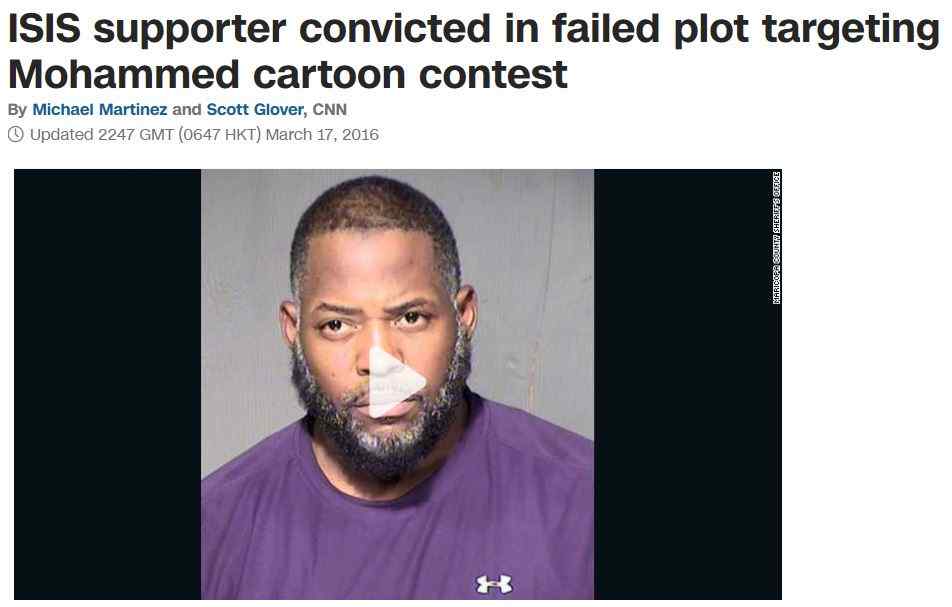 ISIS supporter convicted in failed plot targeting
Mohammed cartoon contest
By Michael Martinez and Scott Glover, CNN
Updated 2247 GMT (0647 HKT) March 17, 2016
MARICOPA COUNTY SHERIFF'S OFFICE